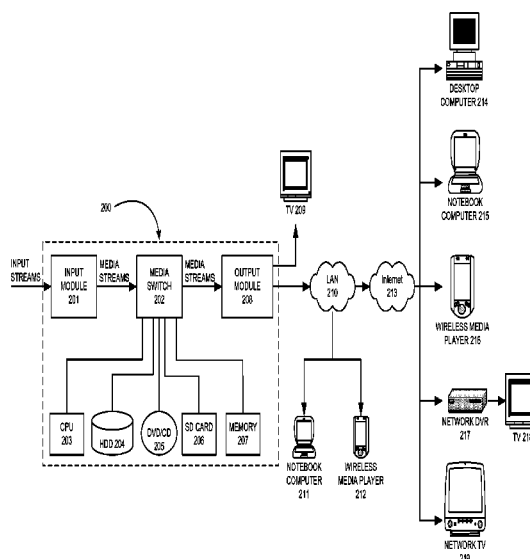 DESKTOP
COMPUTER 214
200
TV 209
NOTEBOOK
COMPUTER 215
INPUT
STREAMS
INPUT
MODULE
201
MEDIA
STREAMS
MEDIA
SWITCH
202
MEDIA
STREAMS
OUTPUT
MODULE
208
LAN
210
Internet
213
WIRELESS MEDIA
PLAYER 216
CPU
203
HDD 204
DVD/CD
205
SD CARD
206
MEMORY
207
NOTEBOOK
COMPUTER
211
WIRELESS
MEDIA PLAYER
212
NETWORK DVR
217
TV 218
NETWORK TV
219